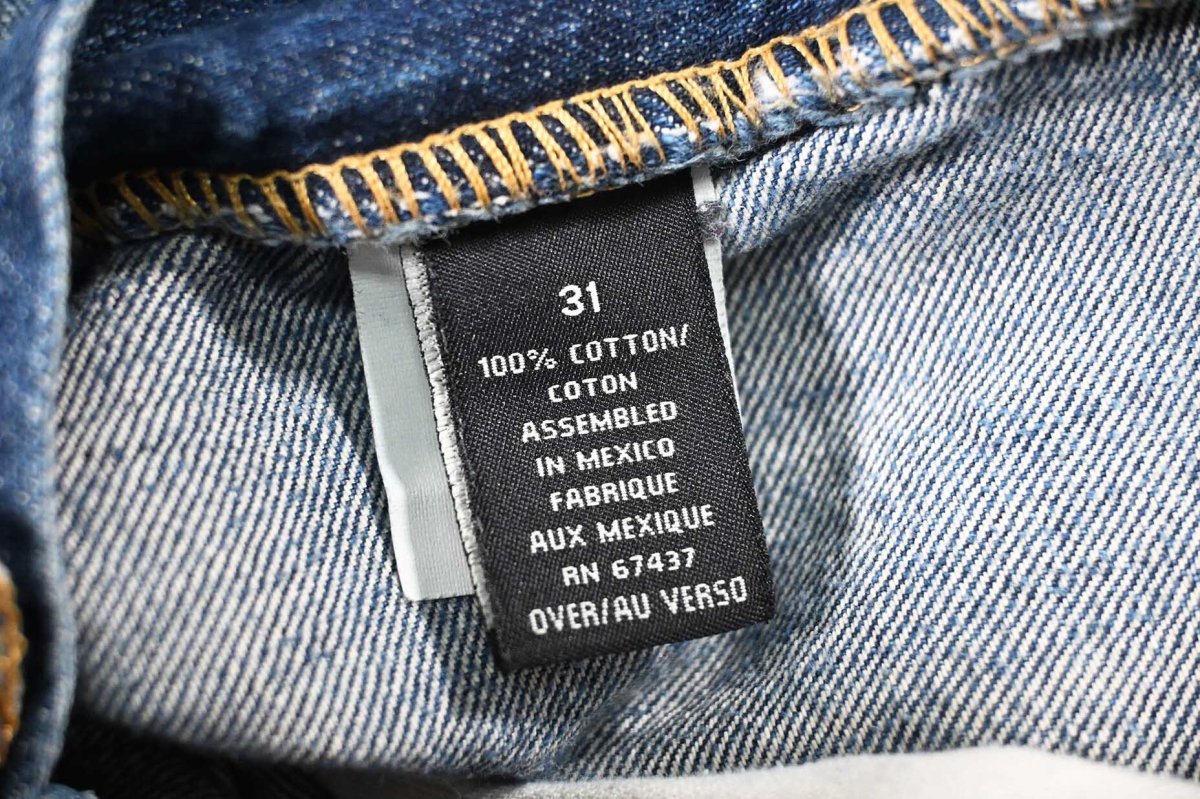 31
100% COTTON/
COTON
ASSEMBLED
IN MEXICO
FABRIQUE
AUX MEXIQUE
RN 67437
OVER/AU VERSO